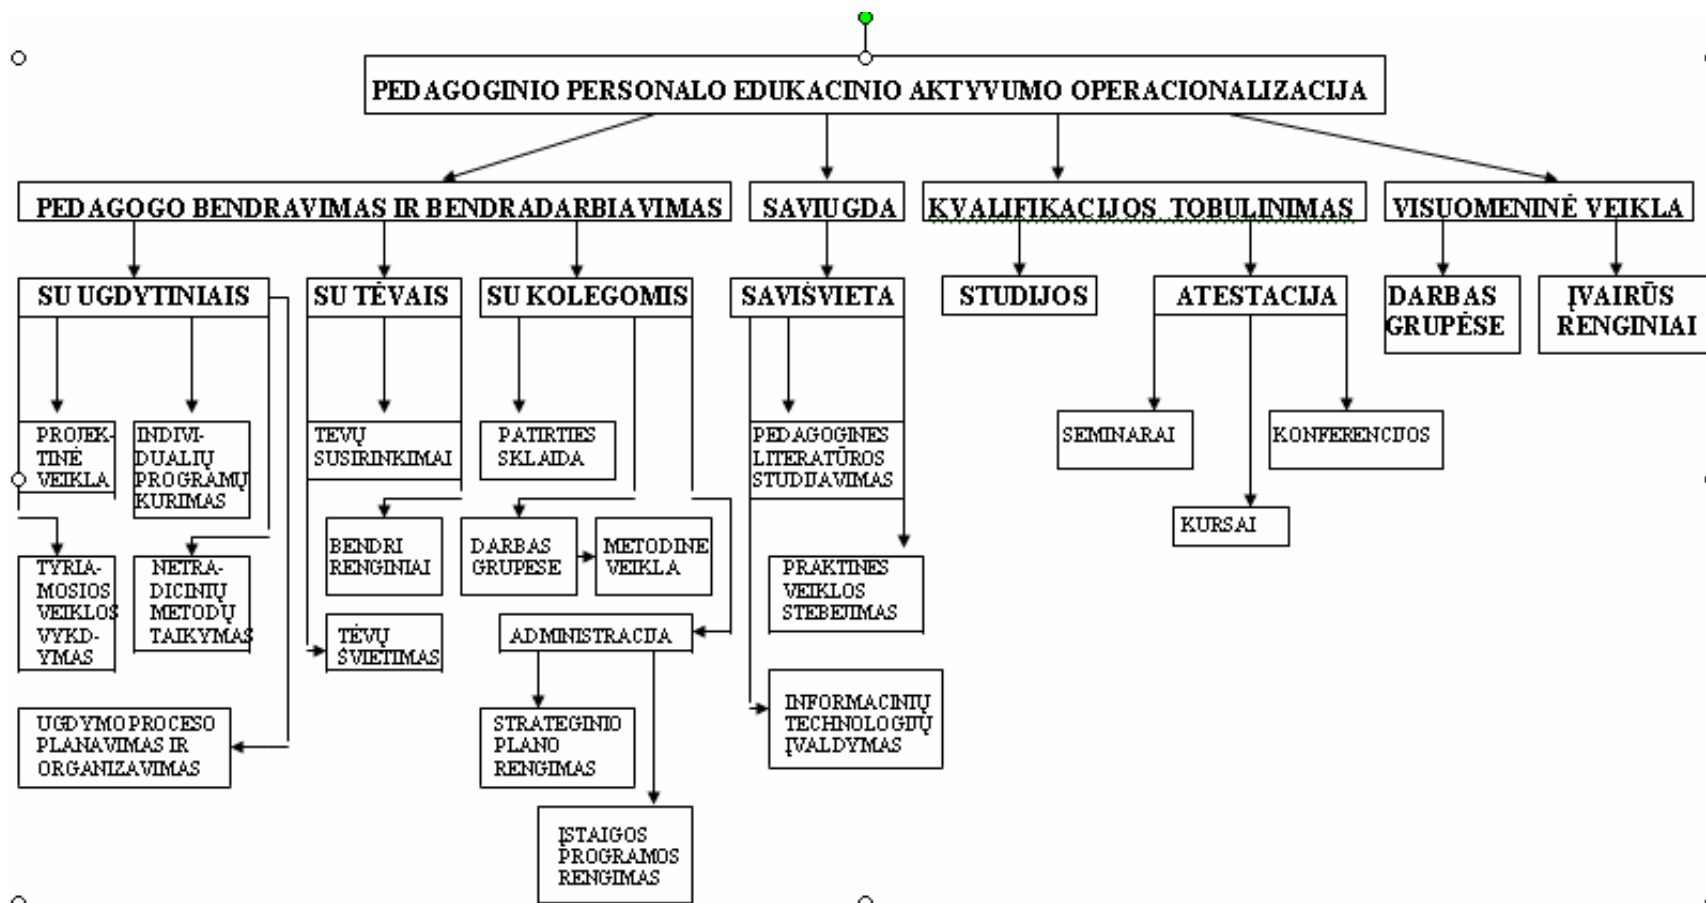 PEDAGOGINIO PERSONALO EDUKACINIO AKTYVUMO OPERACIONALIZACIJA
PEDAGOGO BENDRAVIMAS IR BENDRADARBIAVIMAS
SAVIUGDA
KVALIFIKACIJOS TOBULINIMAS
VISUOMENINĖ VEIKLA
SU UGDYTINIAIS
SU TĖVAIS
SU KOLEGOMIS
SAVIŠVIETA
STUDIJOS
ATESTACIJA
DARBAS
GRUPĖSE
ĮVAIRŪS
RENGINIAI
PROJEK-
TINĖ
VEIKLA
INDIVI-
DUALIŲ
PROGRAMŲ
KURIMAS
TĖVŲ
SUSIRINKIMAI
PATIRTIES
SKLAIDA
PEDAGOGINĖS
LITERATŪROS
STUDIJAVIMAS
SEMINARAI
KONFERENCIJOS
KURSAI
TYRIA-
MOSIOS
VEIKLOS
VYKD-
YMAS
NETRA-
DICINIŲ
METODŲ
TAIKYMAS
BENDRI
RENGINIAI
DARBAS
GRUPĖSE
METODINĖ
VEIKLA
PRAKTINĖS
VEIKLOS
STEBĖJIMAS
TĖVŲ
ŠVIETIMAS
ADMINISTRACIJA
UGDYMO PROCESO
PLANAVIMAS IR
ORGANIZAVIMAS
STRATEGINIO
PLANO
RENGIMAS
INFORMACINIŲ
TECHNOLOGIJŲ
ĮVALDYMAS
ĮSTAIGOS
PROGRAMOS
RENGIMAS